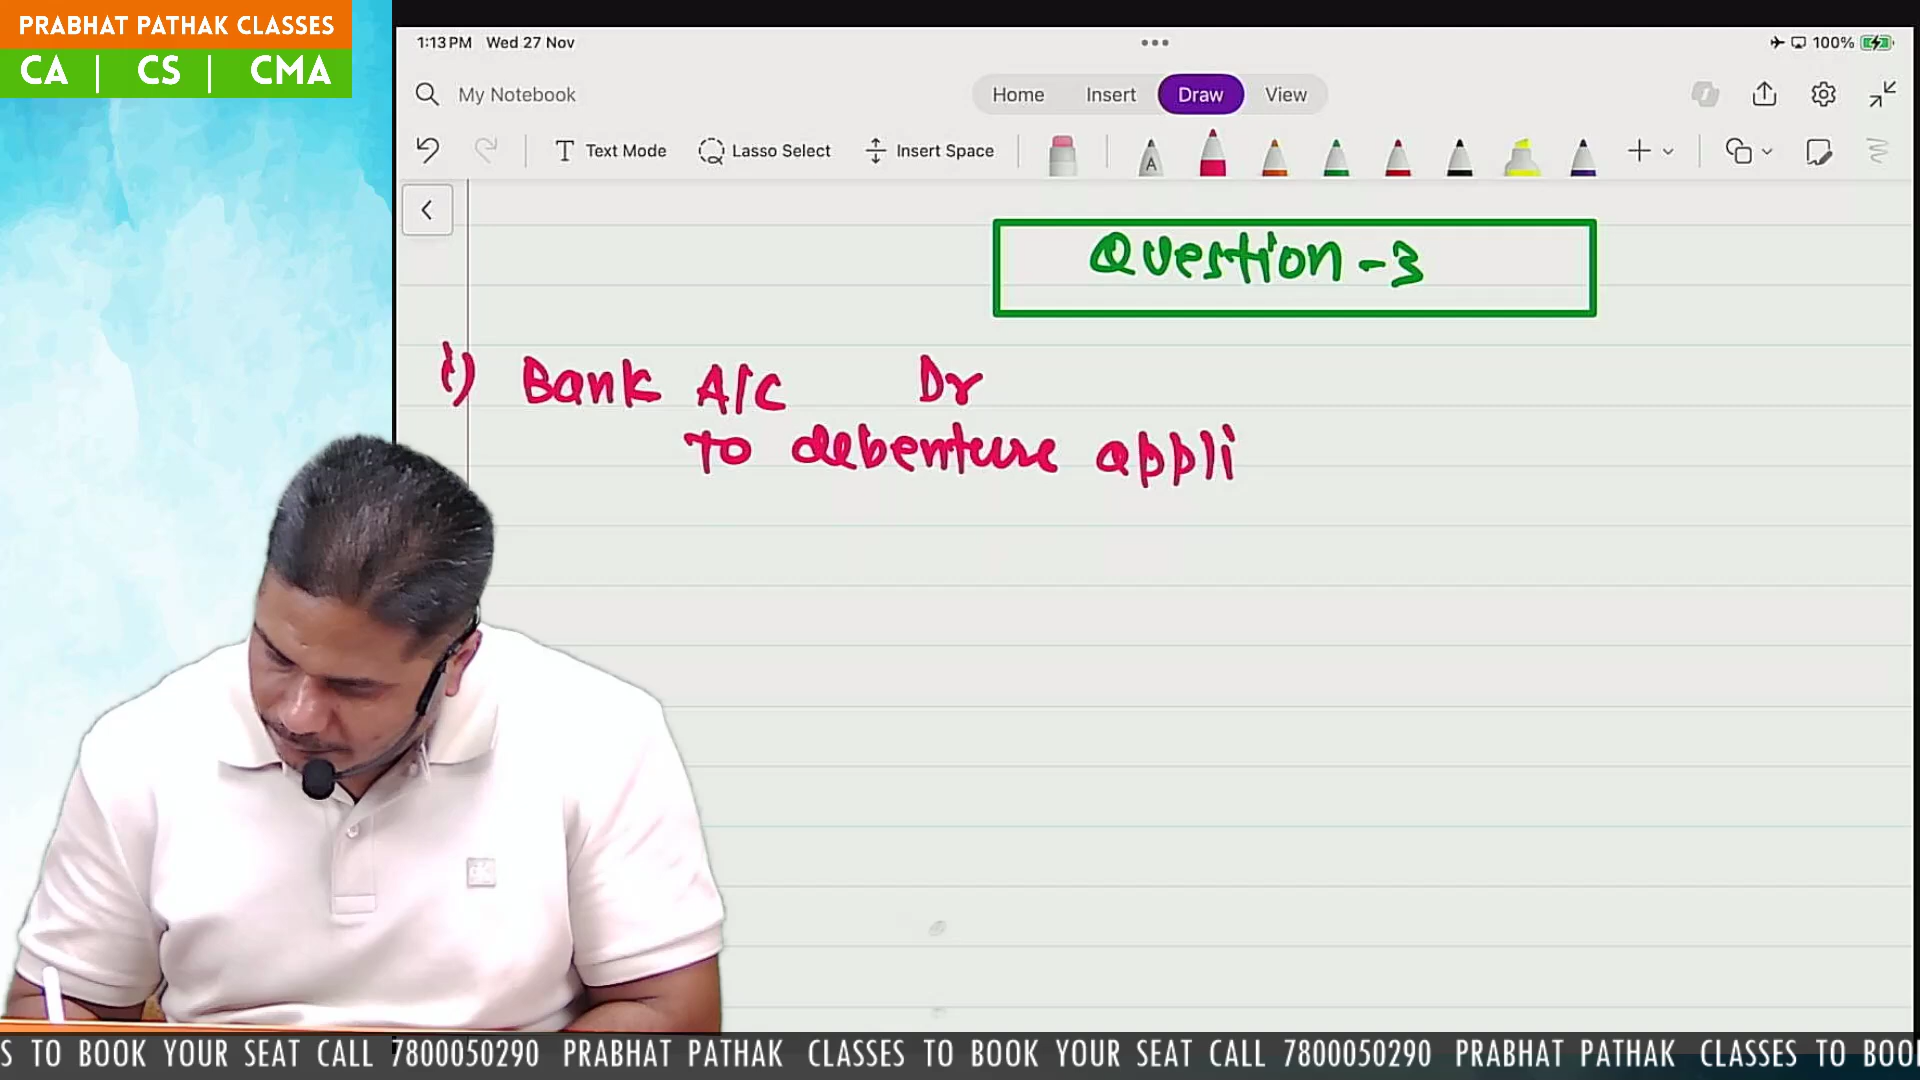 PRABHAT PATHAK CLASSES
CA | CS | CMA
1:13 PM Wed 27 Nov
100%
My Notebook
Home Insert Draw View
Text Mode Lasso Select Insert Space
A
Question - 3
1) Bank A/C Dr
To debenture appli
S TO BOOK YOUR SEAT CALL 7800050290 PRABHAT PATHAK CLASSES TO BOOK YOUR SEAT CALL 7800050290 PRABHAT PATHAK CLASSES TO BOO